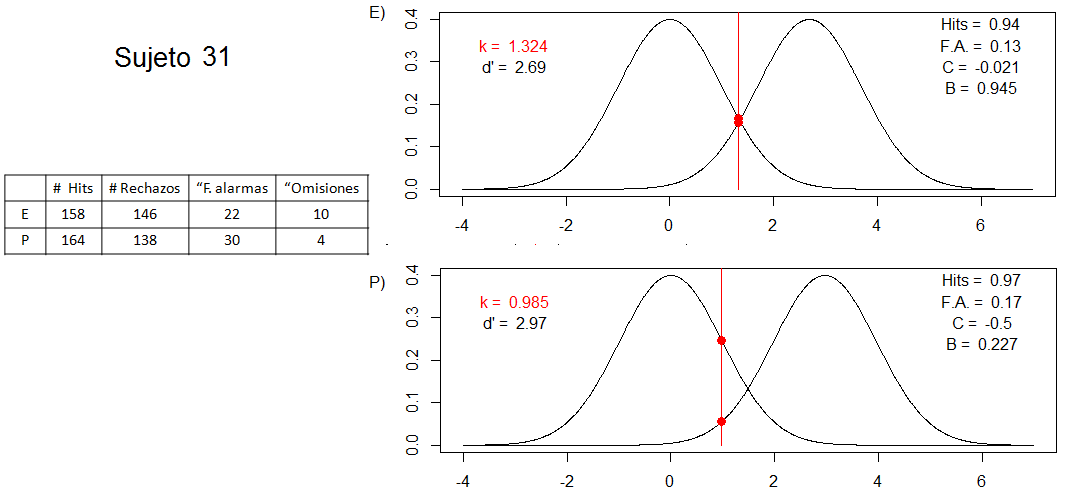 Sujeto 31
# Hits # Rechazos “F. alarmas “Omisiones
E 158 146 22 10
P 164 138 30 4
E)
k = 1.324
d' = 2.69
Hits = 0.94
F.A. = 0.13
C = -0.021
B = 0.945
0.0 0.1 0.2 0.3 0.4
-4 -2 0 2 4 6
P)
k = 0.985
d' = 2.97
Hits = 0.97
F.A. = 0.17
C = -0.5
B = 0.227
0.0 0.1 0.2 0.3 0.4
-4 -2 0 2 4 6